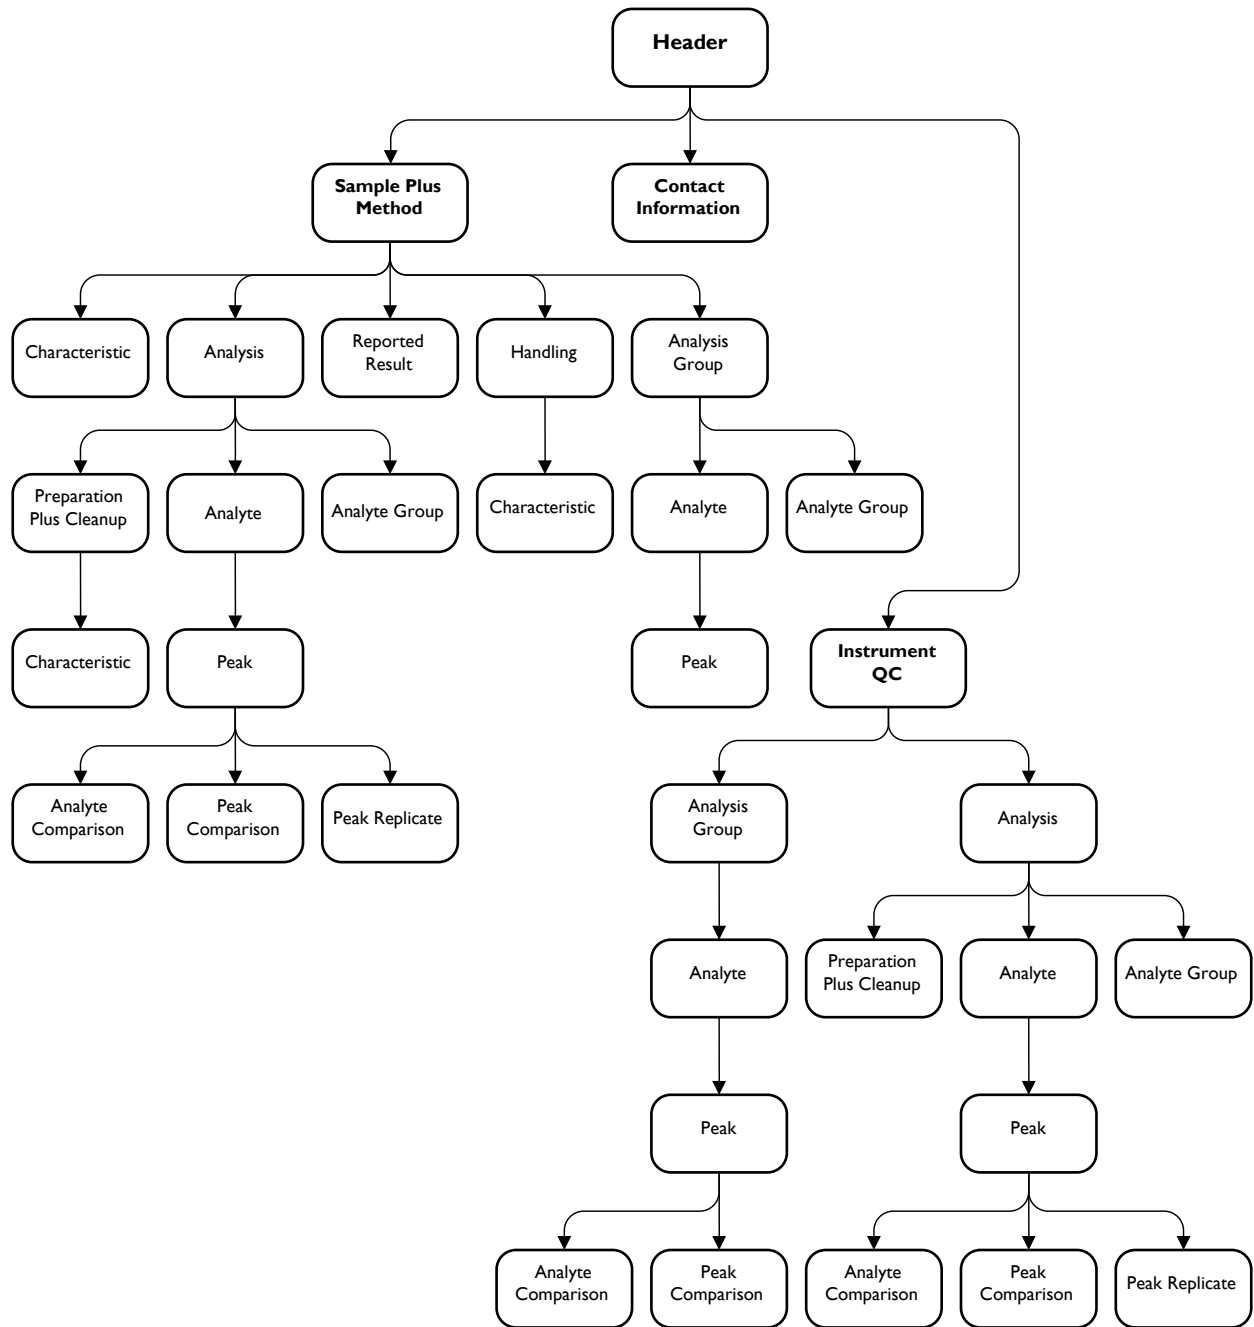 Header
Sample Plus
Method
Contact
Information
Characteristic
Analysis
Reported
Result
Handling
Analysis
Group
Preparation
Plus Cleanup
Analyte
Analyte Group
Characteristic
Analyte
Analyte Group
Characteristic
Peak
Peak
Instrument
QC
Analyte
Comparison
Peak
Comparison
Peak Replicate
Analysis
Group
Analysis
Analyte
Preparation
Plus Cleanup
Analyte
Analyte Group
Peak
Peak
Analyte
Comparison
Peak
Comparison
Analyte
Comparison
Peak
Comparison
Peak Replicate